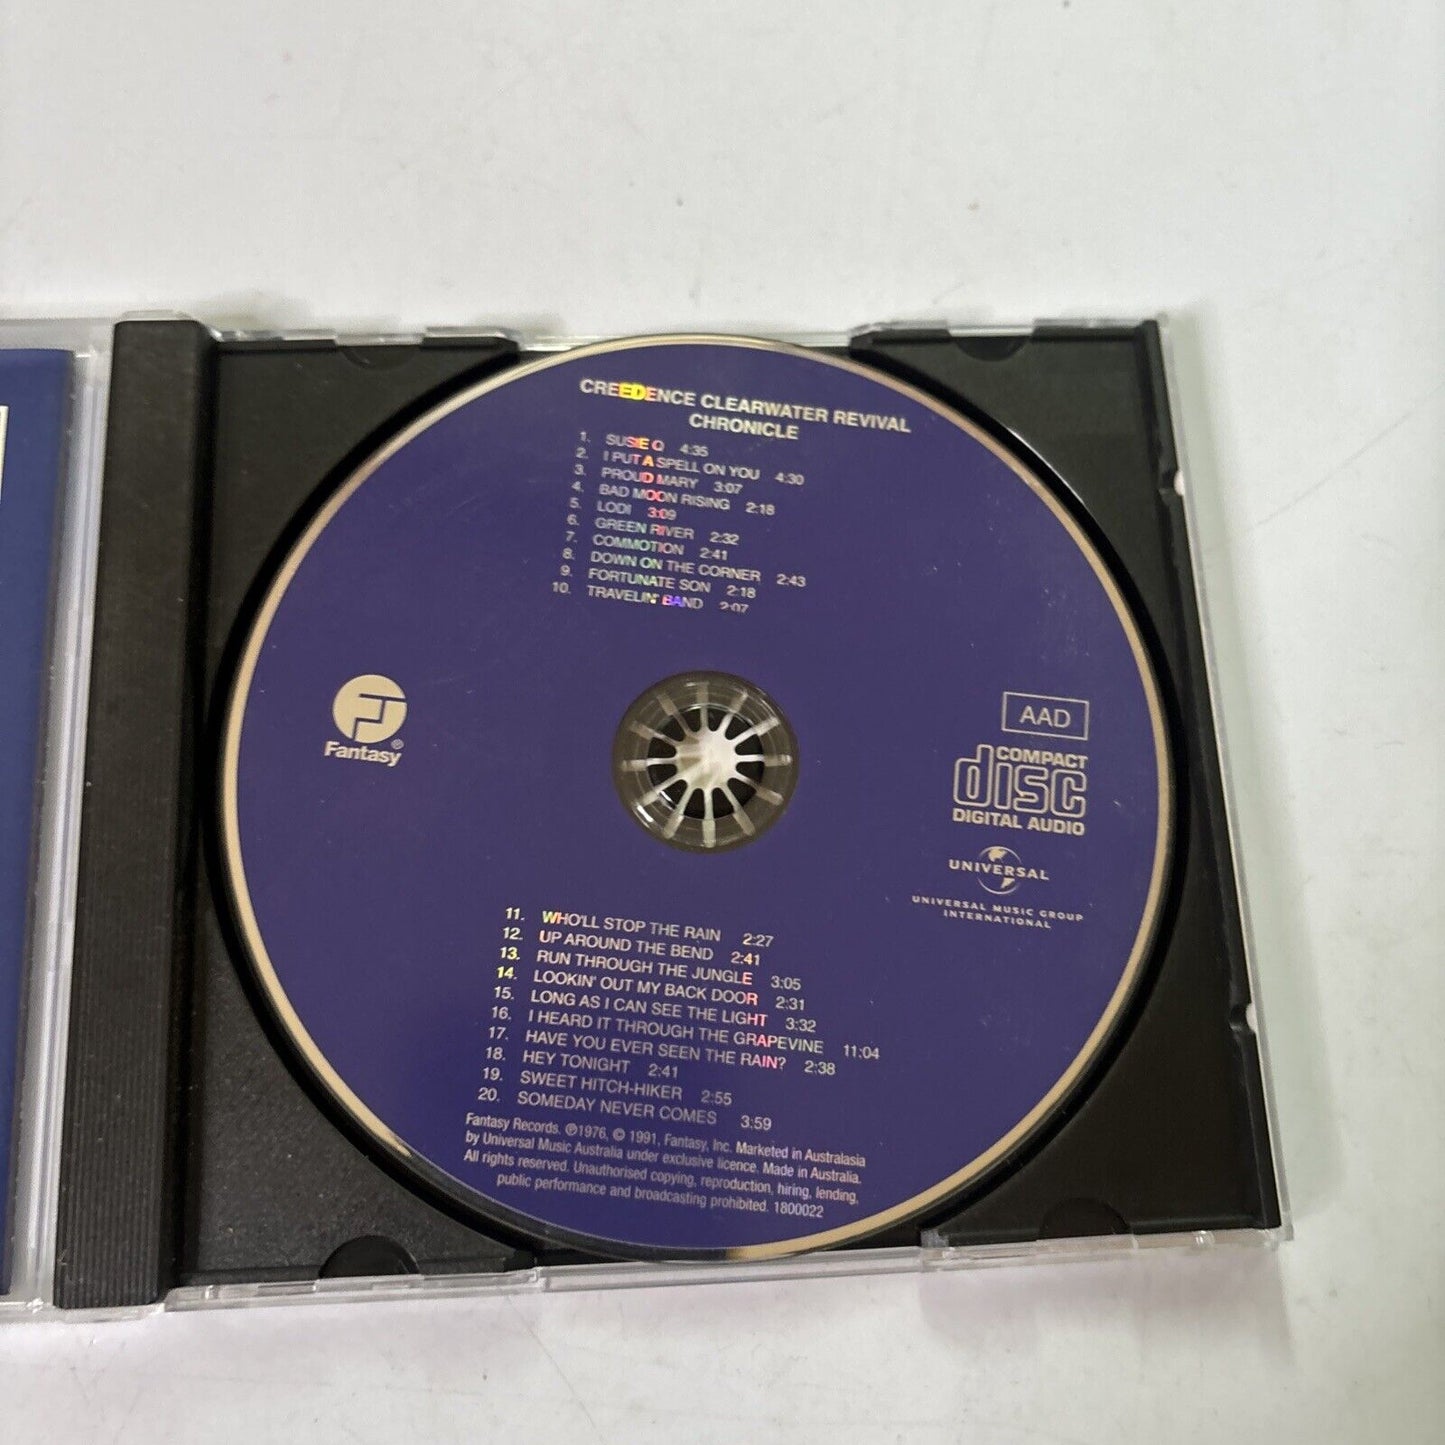 CREEDENCE CLEARWATER REVIVAL
CHRONICLE
1. SUSIE Q 4:35
2. I PUT A SPELL ON YOU 4:30
3. PROUD MARY 3:07
4. BAD MOON RISING 2:18
5. LODI 3:09
6. GREEN RIVER 2:32
7. COMMOTION 2:41
8. DOWN ON THE CORNER 2:43
9. FORTUNATE SON 2:18
10. TRAVELIN' BAND 2:07
Fantasy®
AAD
COMPACT
disc
DIGITAL AUDIO
UNIVERSAL
UNIVERSAL MUSIC GROUP
INTERNATIONAL
11. WHO'LL STOP THE RAIN 2:27
12. UP AROUND THE BEND 2:41
13. RUN THROUGH THE JUNGLE 3:05
14. LOOKIN' OUT MY BACK DOOR 2:31
15. LONG AS I CAN SEE THE LIGHT 3:32
16. I HEARD IT THROUGH THE GRAPEVINE 11:04
17. HAVE YOU EVER SEEN THE RAIN? 2:38
18. HEY TONIGHT 2:41
19. SWEET HITCH-HIKER 2:55
20. SOMEDAY NEVER COMES 3:59
Fantasy Records. ℗1976, © 1991, Fantasy, Inc. Marketed in Australasia
by Universal Music Australia under exclusive licence. Made in Australia.
All rights reserved. Unauthorised copying, reproduction, hiring, lending,
public performance and broadcasting prohibited. 1800022